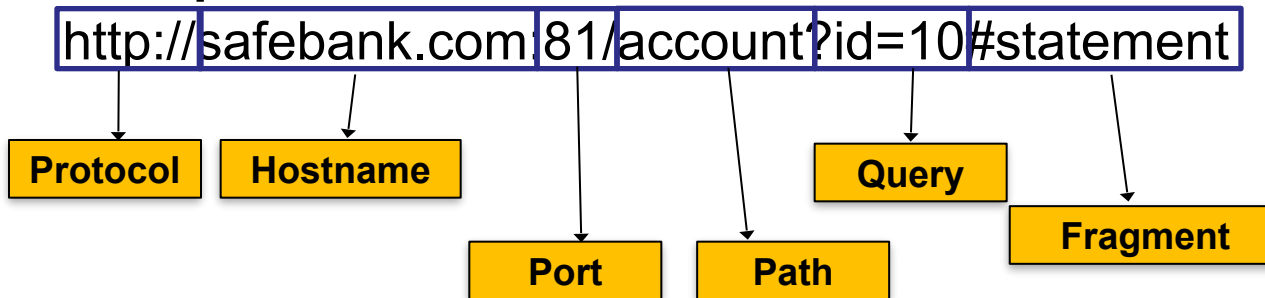 http://safebank.com:81/account?id=10#statement
Protocol
Hostname
Query
Fragment
Port
Path